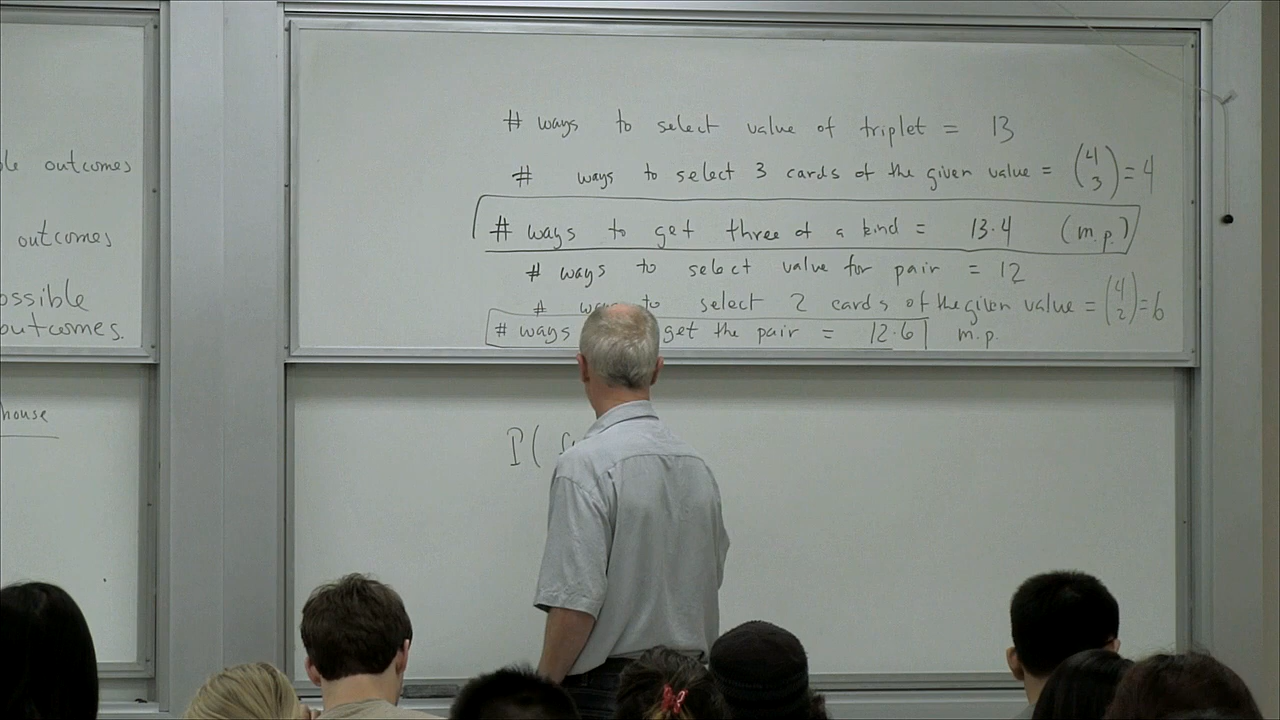 outcomes
outcomes
outcomes.
house
# ways to select value of triplet = 13
# ways to select 3 cards of the given value = (4 3) = 4
# ways to get three of a kind = 13·4 (m.p.)
# ways to select value for pair = 12
# ways to select 2 cards of the given value = (4 2) = 6
# ways get the pair = 12·6 m.p.
P(